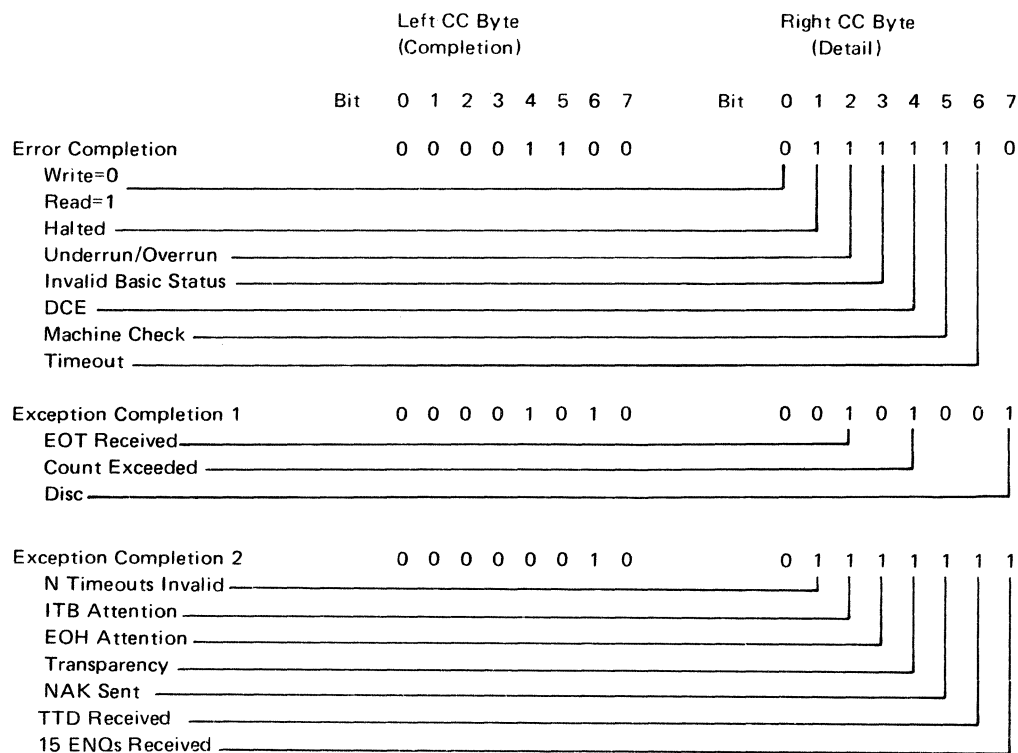 Left CC Byte Right CC Byte
(Completion) (Detail)
Bit 0 1 2 3 4 5 6 7 Bit 0 1 2 3 4 5 6 7
Error Completion 0 0 0 0 1 1 0 0 0 1 1 1 1 1 1 0
Write=0
Read=1
Halted
Underrun/Overrun
Invalid Basic Status
DCE
Machine Check
Timeout
Exception Completion 1 0 0 0 0 1 0 1 0 0 0 1 0 1 0 0 1
EOT Received
Count Exceeded
Disc
Exception Completion 2 0 0 0 0 0 0 1 0 0 1 1 1 1 1 1 1
N Timeouts Invalid
ITB Attention
EOH Attention
Transparency
NAK Sent
TTD Received
15 ENQs Received